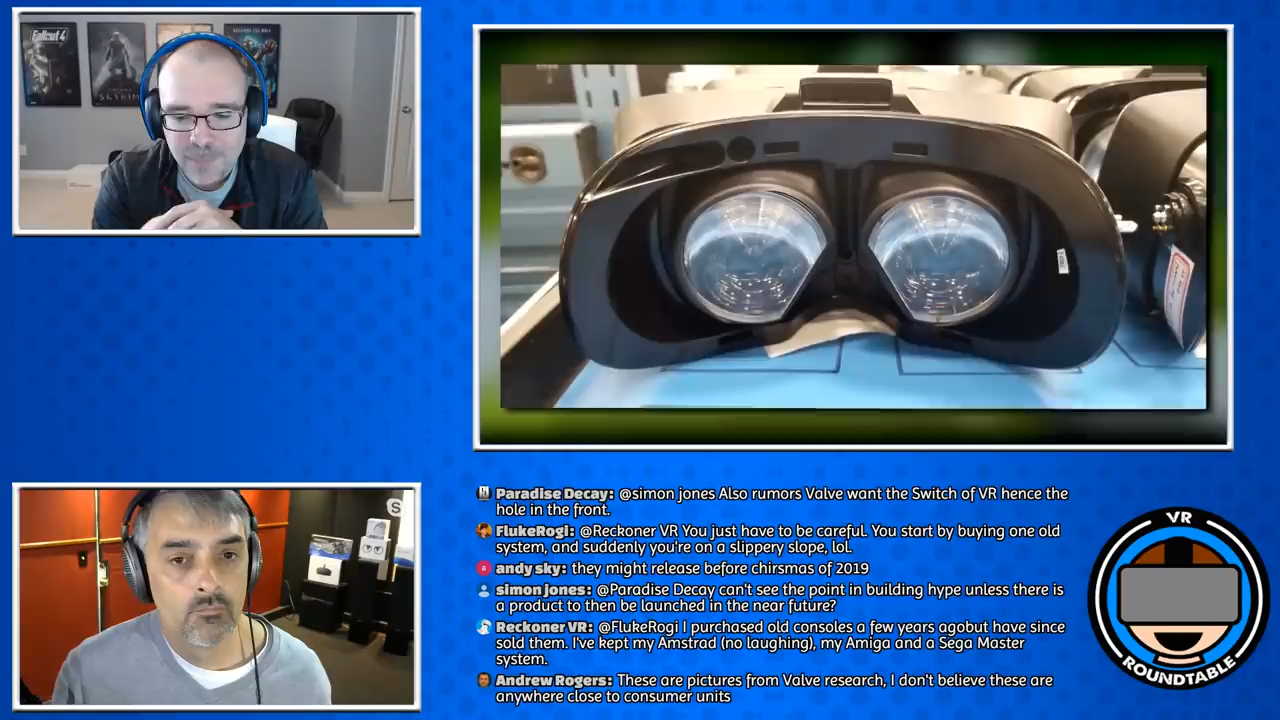 Fallout 4
SKYRIM
Paradise Decay: @simon jones Also rumors Valve want the Switch of VR hence the
hole in the front.
FlukeRogi: @Reckoner VR You just have to be careful. You start by buying one old
system, and suddenly you're on a slippery slope, lol.
a andy sky: they might release before chirsmas of 2019
simon jones: @Paradise Decay can't see the point in building hype unless there is
a product to then be launched in the near future?
Reckoner VR: @FlukeRogi I purchased old consoles a few years agobut have since
sold them. I've kept my Amstrad (no laughing), my Amiga and a Sega Master
system.
Andrew Rogers: These are pictures from Valve research, I don't believe these are
anywhere close to consumer units
VR
ROUNDTABLE